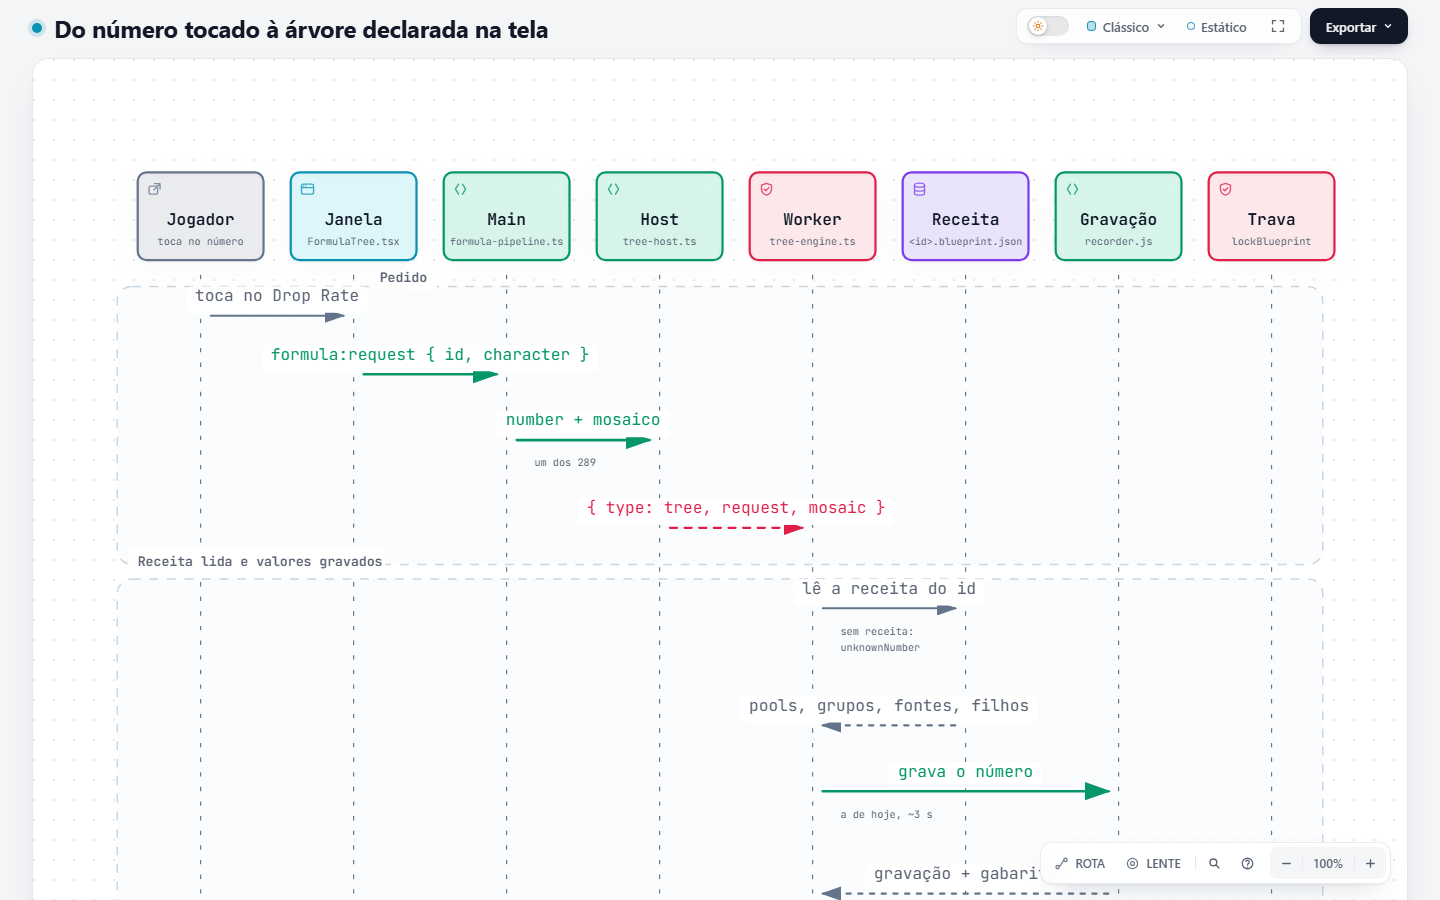 Do número tocado à árvore declarada na tela
Clássico
Estático
Exportar
Jogador
toca no número
Janela
FormulaTree.tsx
Main
formula-pipeline.ts
Host
tree-host.ts
Worker
tree-engine.ts
Receita
<id>.blueprint.json
Gravação
recorder.js
Trava
lockBlueprint
Pedido
toca no Drop Rate
formula:request { id, character }
number + mosaico
um dos 289
{ type: tree, request, mosaic }
Receita lida e valores gravados
lê a receita do id
sem receita:
unknownNumber
pools, grupos, fontes, filhos
grava o número
a de hoje, ~3 s
gravação +
ROTA
LENTE
100%